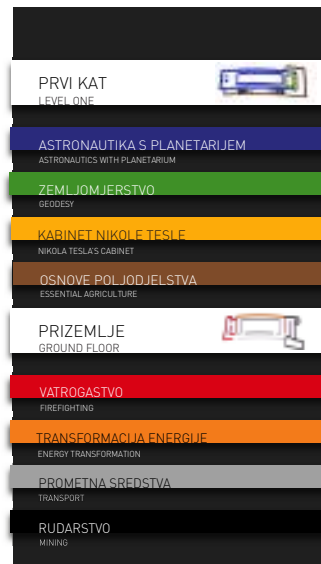 PRVI KAT
LEVEL ONE
ASTRONAUTIKA S PLANETARIJEM
ASTRONAUTICS WITH PLANETARIUM
ZEMLJOMJERSTVO
GEODESY
KABINET NIKOLE TESLE
NIKOLA TESLA'S CABINET
OSNOVE POLJODJELSTVA
ESSENTIAL AGRICULTURE
PRIZEMLJE
GROUND FLOOR
VATROGASTVO
FIREFIGHTING
TRANSFORMACIJA ENERGIJE
ENERGY TRANSFORMATION
PROMETNA SREDSTVA
TRANSPORT
RUDARSTVO
MINING